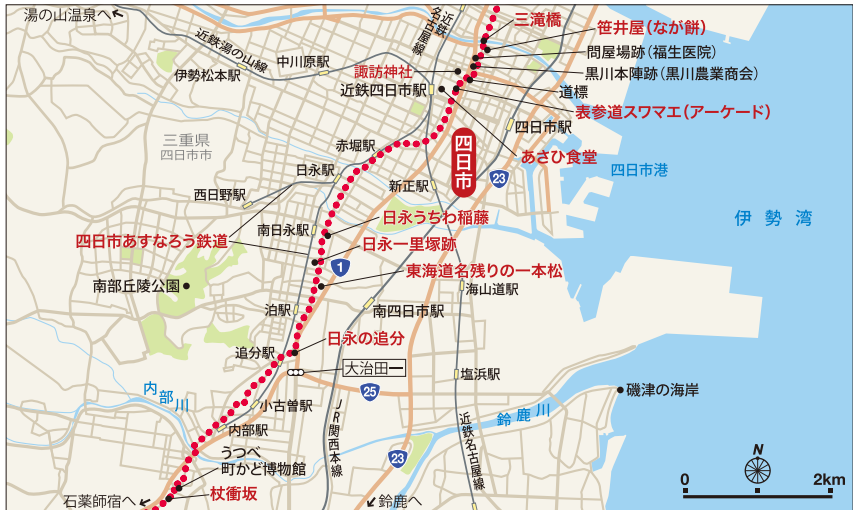 湯の山温泉へ
近鉄湯の山線
近鉄名古屋線
三滝橋
笹井屋（なが餅）
問屋場跡（福生医院）
中川原駅
伊勢松本駅
諏訪神社
黒川本陣跡（黒川農業商会）
近鉄四日市駅
道標
表参道スワマエ（アーケード）
三重県
四日市市
赤堀駅
四日市
四日市駅
あさひ食堂
日永駅
四日市港
西日野駅
新正駅
23
伊勢湾
日永うちわ稲藤
南日永駅
四日市あすなろう鉄道
日永一里塚跡
1
東海道名残りの一本松
南部丘陵公園
海山道駅
泊駅
南四日市駅
日永の追分
追分駅
大治田一
塩浜駅
内部川
25
磯津の海岸
小古曽駅
鈴鹿川
内部駅
JR関西本線
近鉄名古屋線
うつべ
町かど博物館
23
N
0
2km
杖衝坂
石薬師宿へ
鈴鹿へ